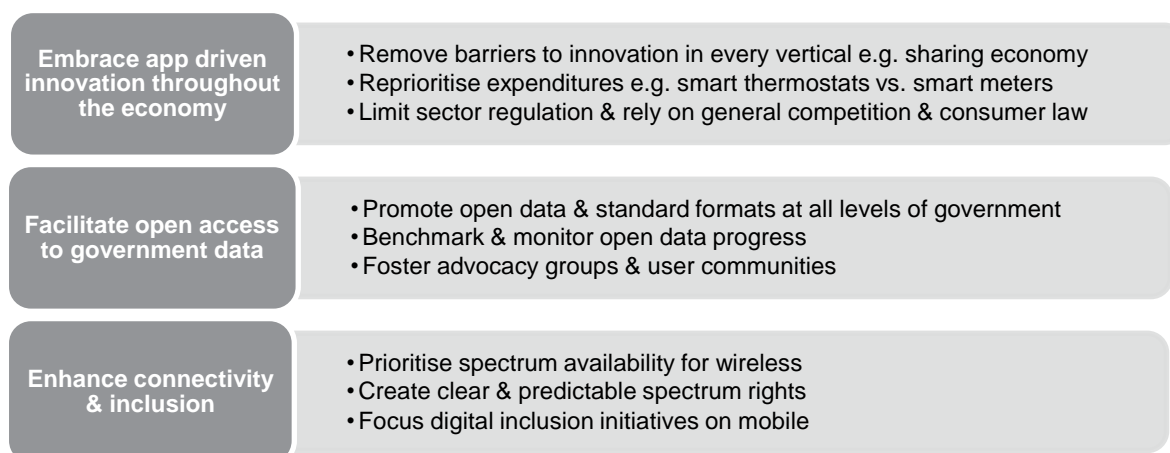 Embrace app driven
innovation throughout
the economy
• Remove barriers to innovation in every vertical e.g. sharing economy
• Reprioritise expenditures e.g. smart thermostats vs. smart meters
• Limit sector regulation & rely on general competition & consumer law
Facilitate open access
to government data
• Promote open data & standard formats at all levels of government
• Benchmark & monitor open data progress
• Foster advocacy groups & user communities
Enhance connectivity
& inclusion
• Prioritise spectrum availability for wireless
• Create clear & predictable spectrum rights
• Focus digital inclusion initiatives on mobile